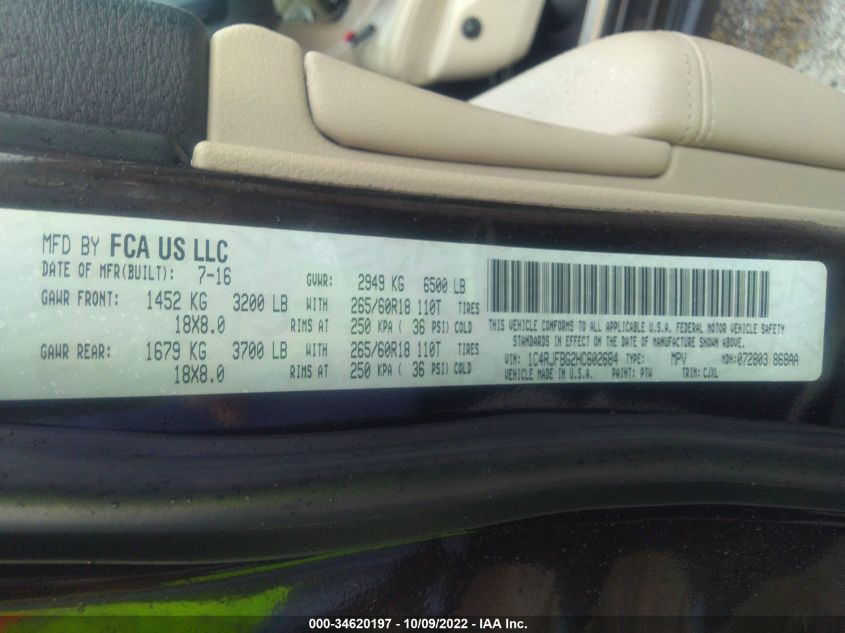 MFD BY FCA US LLC
DATE OF MFR(BUILT): 7-16 GVWR: 2949 KG 6500 LB
GAWR FRONT: 1452 KG 3200 LB WITH 265/60R18 110T TIRES
18X8.0 RIMS AT 250 KPA ( 36 PSI) COLD
GAWR REAR: 1679 KG 3700 LB WITH 265/60R18 110T TIRES
18X8.0 RIMS AT 250 KPA ( 36 PSI) COLD
THIS VEHICLE CONFORMS TO ALL APPLICABLE U.S.A. FEDERAL MOTOR VEHICLE SAFETY
STANDARDS IN EFFECT ON THE DATE OF MANUFACTURE SHOWN ABOVE.
VIN: 1C4RJFBG2HC602684 TYPE: MPV MDH:072803 868AA
VEHICLE MADE IN U.S.A. PAINT: PTW TRIM: CJXL
000-34620197 - 10/09/2022 - IAA Inc.